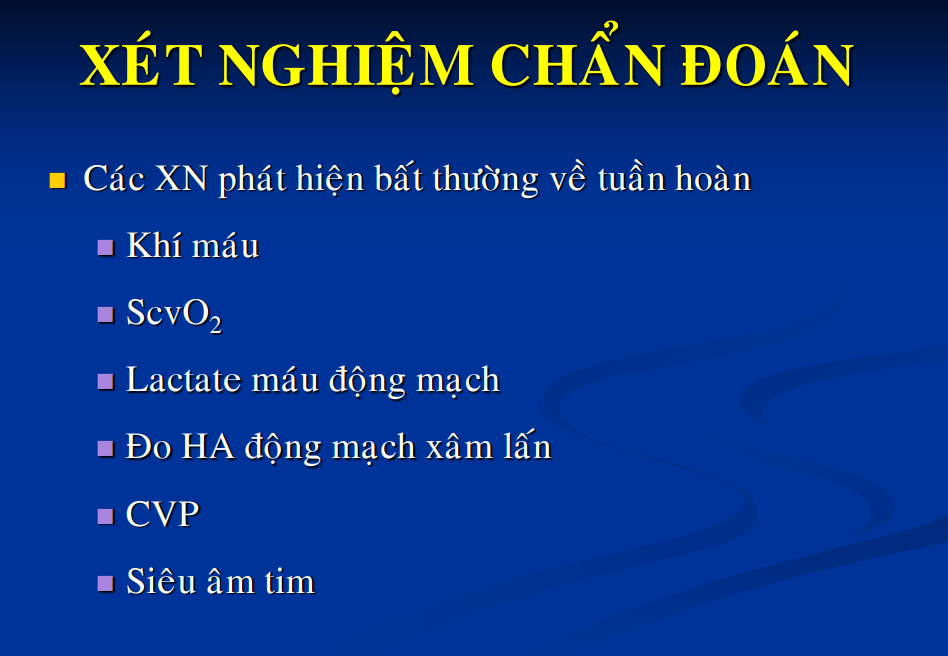 XÉT NGHIỆM CHẨN ĐOÁN
Các XN phát hiện bất thường về tuần hoàn
Khí máu
ScvO₂
Lactate máu động mạch
Đo HA động mạch xâm lấn
CVP
Siêu âm tim